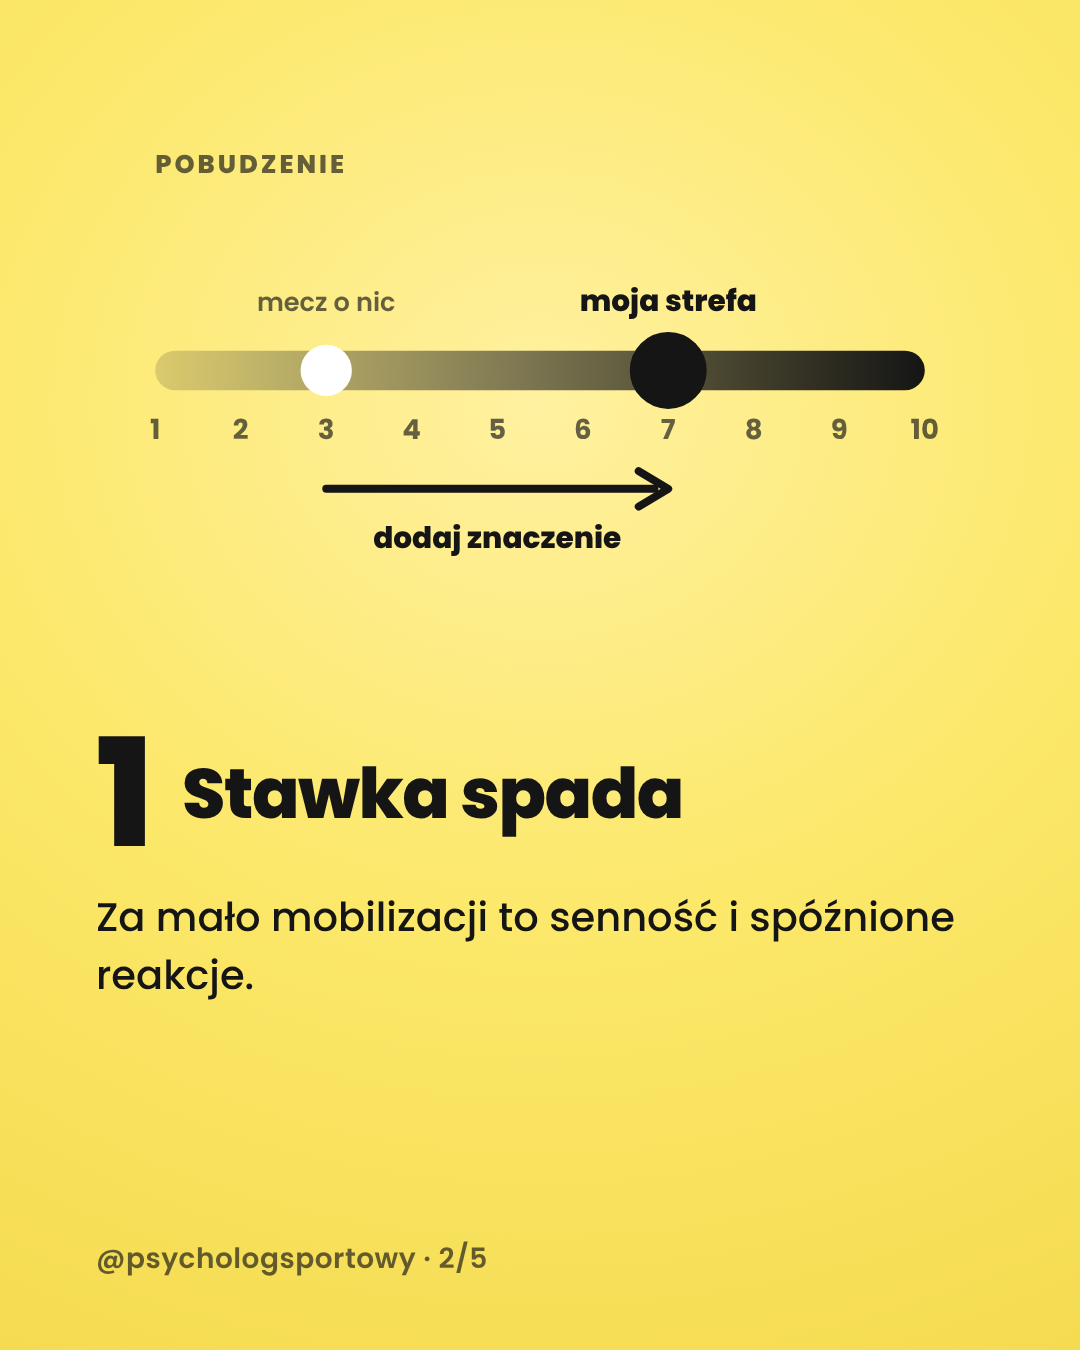 POBUDZENIE
mecz o nic moja strefa
1 2 3 4 5 6 7 8 9 10
dodaj znaczenie
1 Stawka spada
Za mało mobilizacji to senność i spóźnione
reakcje.
@psychologsportowy · 2/5